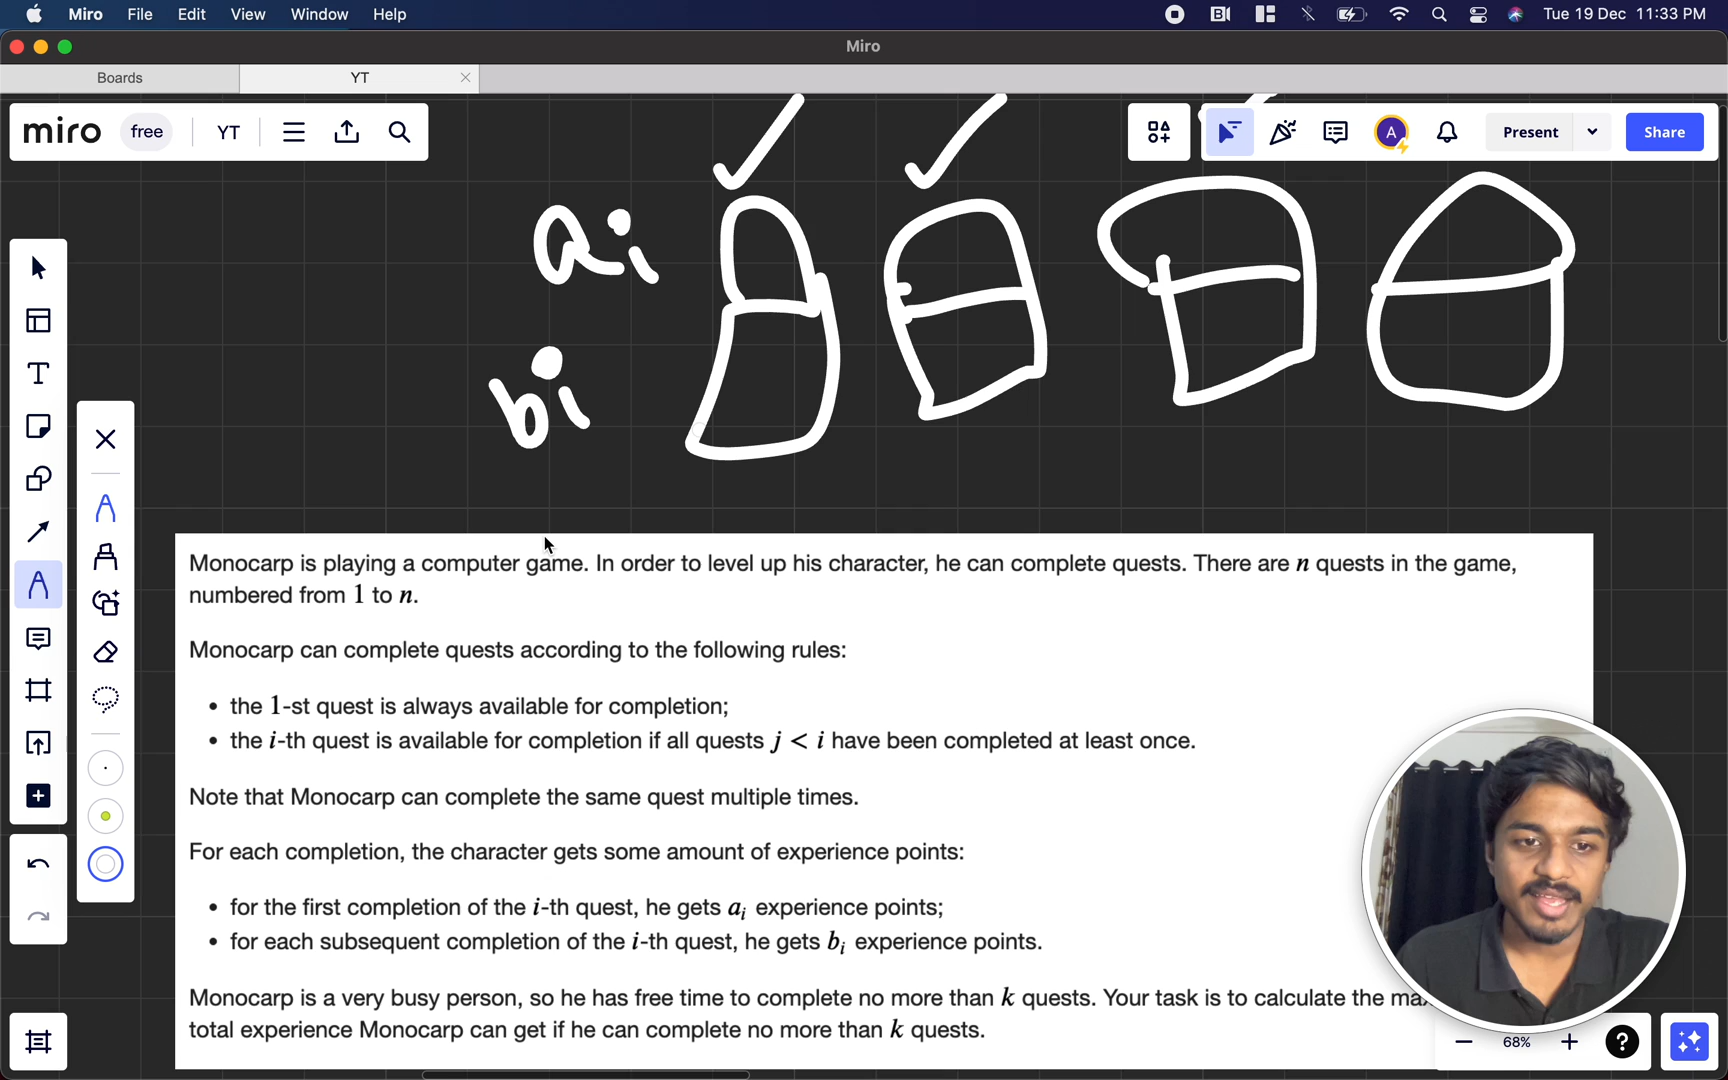 Miro File Edit View Window Help
Tue 19 Dec 11:33 PM
Miro
Boards
YT
miro free YT
A
Present
Share
ai
bi
Monocarp is playing a computer game. In order to level up his character, he can complete quests. There are n quests in the game,
numbered from 1 to n.
Monocarp can complete quests according to the following rules:
• the 1-st quest is always available for completion;
• the i-th quest is available for completion if all quests j < i have been completed at least once.
Note that Monocarp can complete the same quest multiple times.
For each completion, the character gets some amount of experience points:
• for the first completion of the i-th quest, he gets aᵢ experience points;
• for each subsequent completion of the i-th quest, he gets bᵢ experience points.
Monocarp is a very busy person, so he has free time to complete no more than k quests. Your task is to calculate the
total experience Monocarp can get if he can complete no more than k quests.
68%